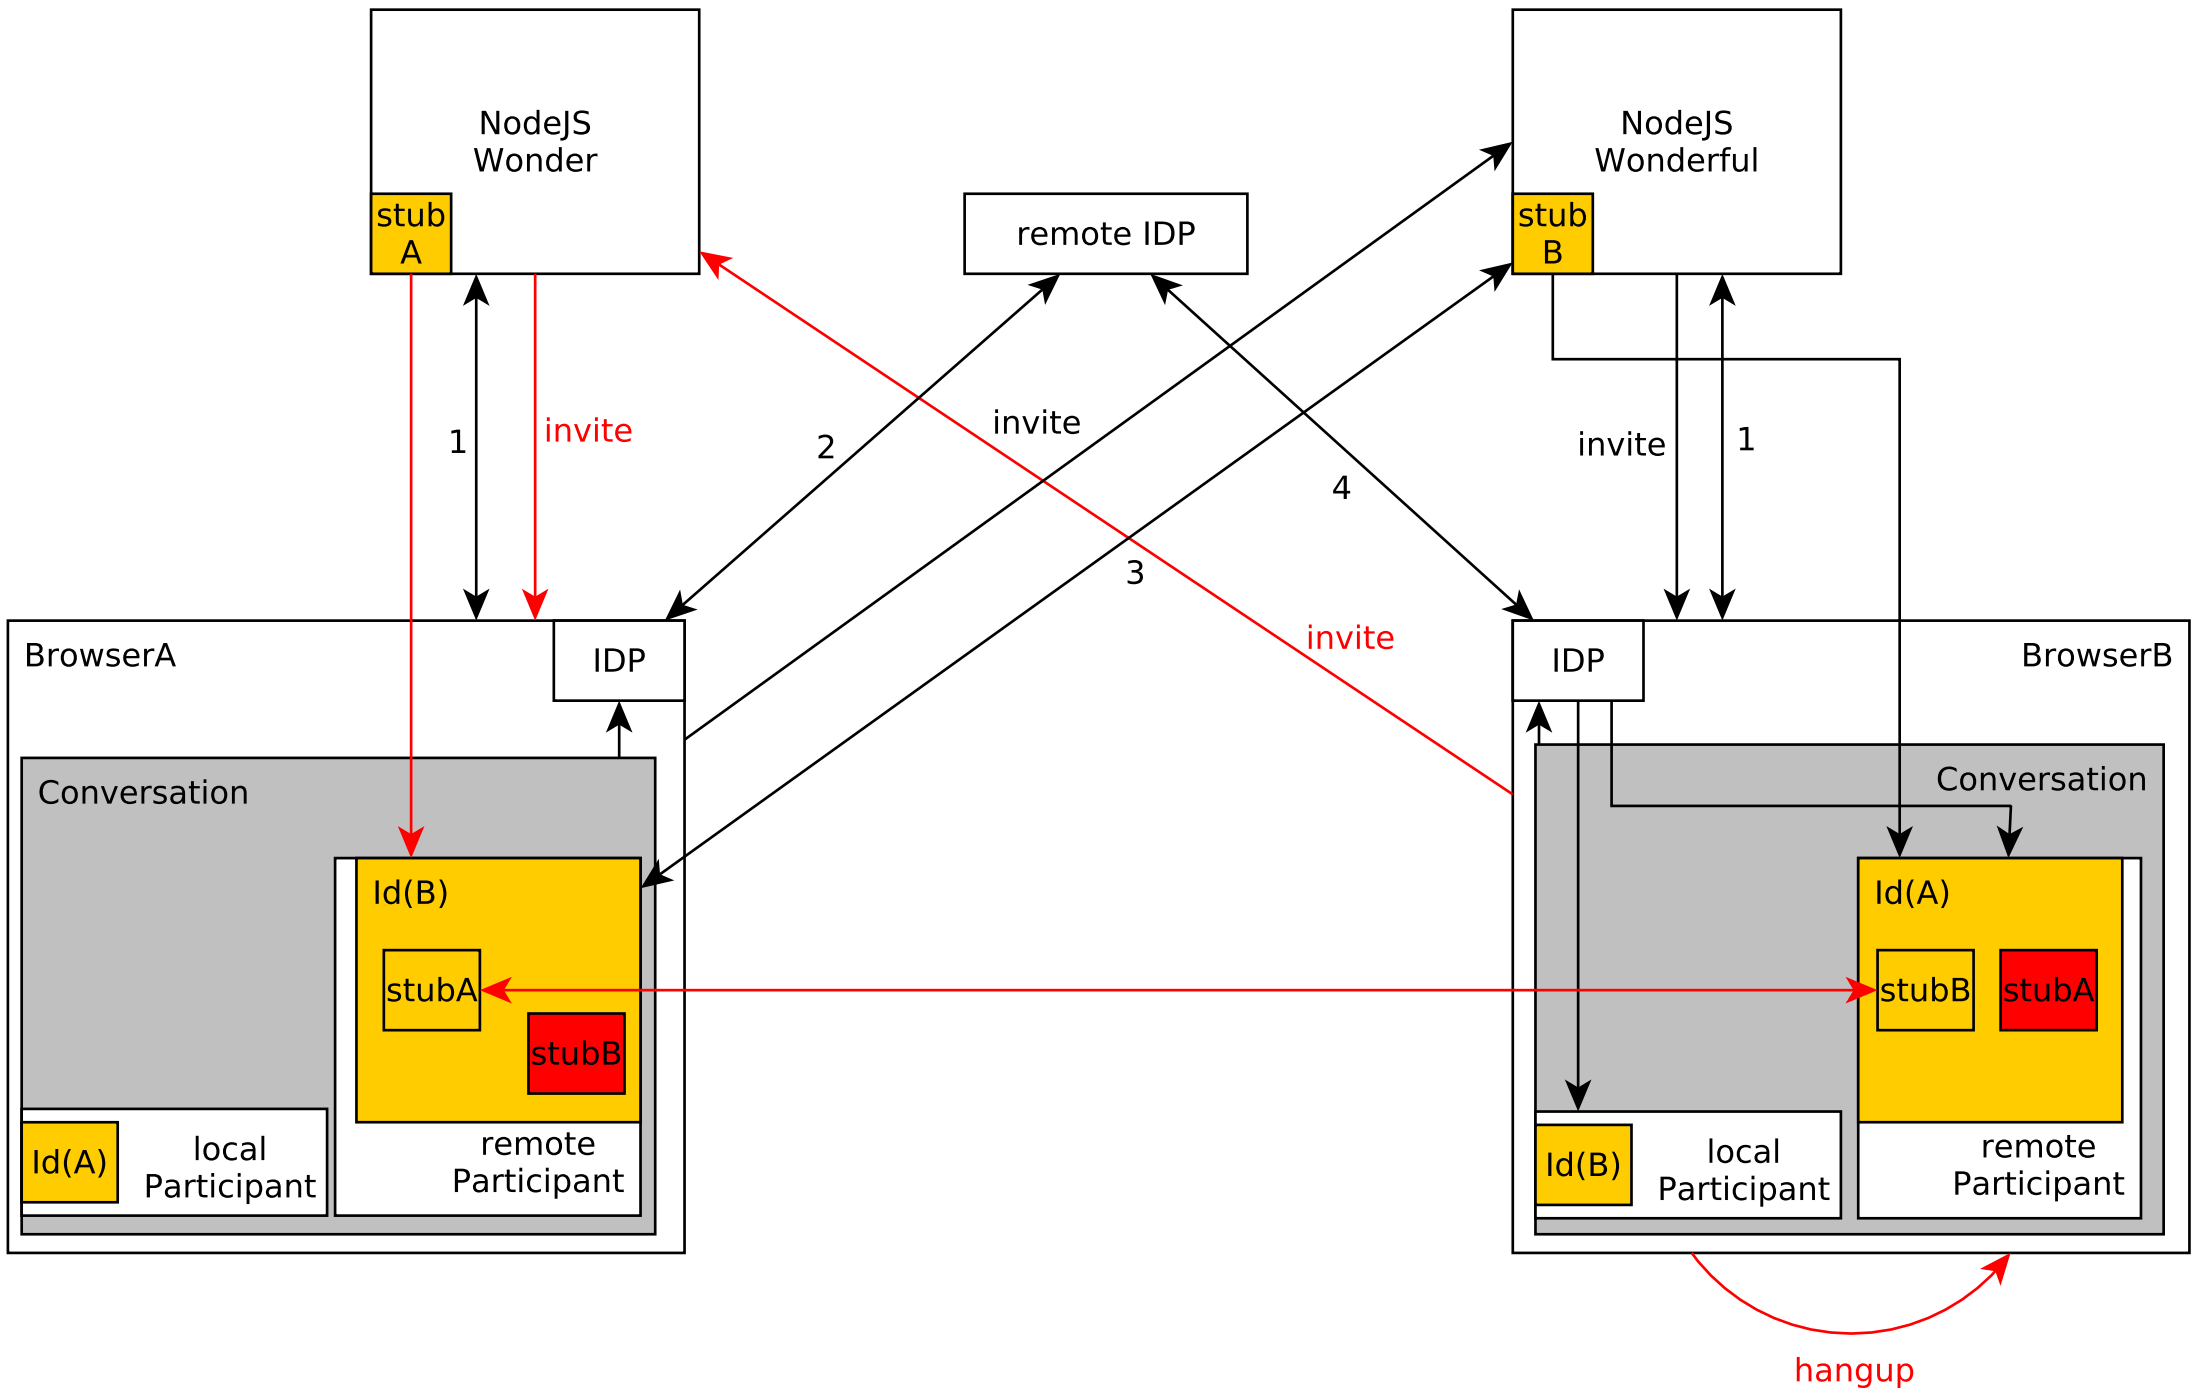 NodeJS
Wonder
stub
A
NodeJS
Wonderful
stub
B
remote IDP
1
invite
2
invite
3
4
invite
invite
1
BrowserA
IDP
Conversation
Id(B)
stubA
stubB
Id(A)
local
Participant
remote
Participant
IDP
BrowserB
Conversation
Id(A)
stubB
stubA
Id(B)
local
Participant
remote
Participant
hangup